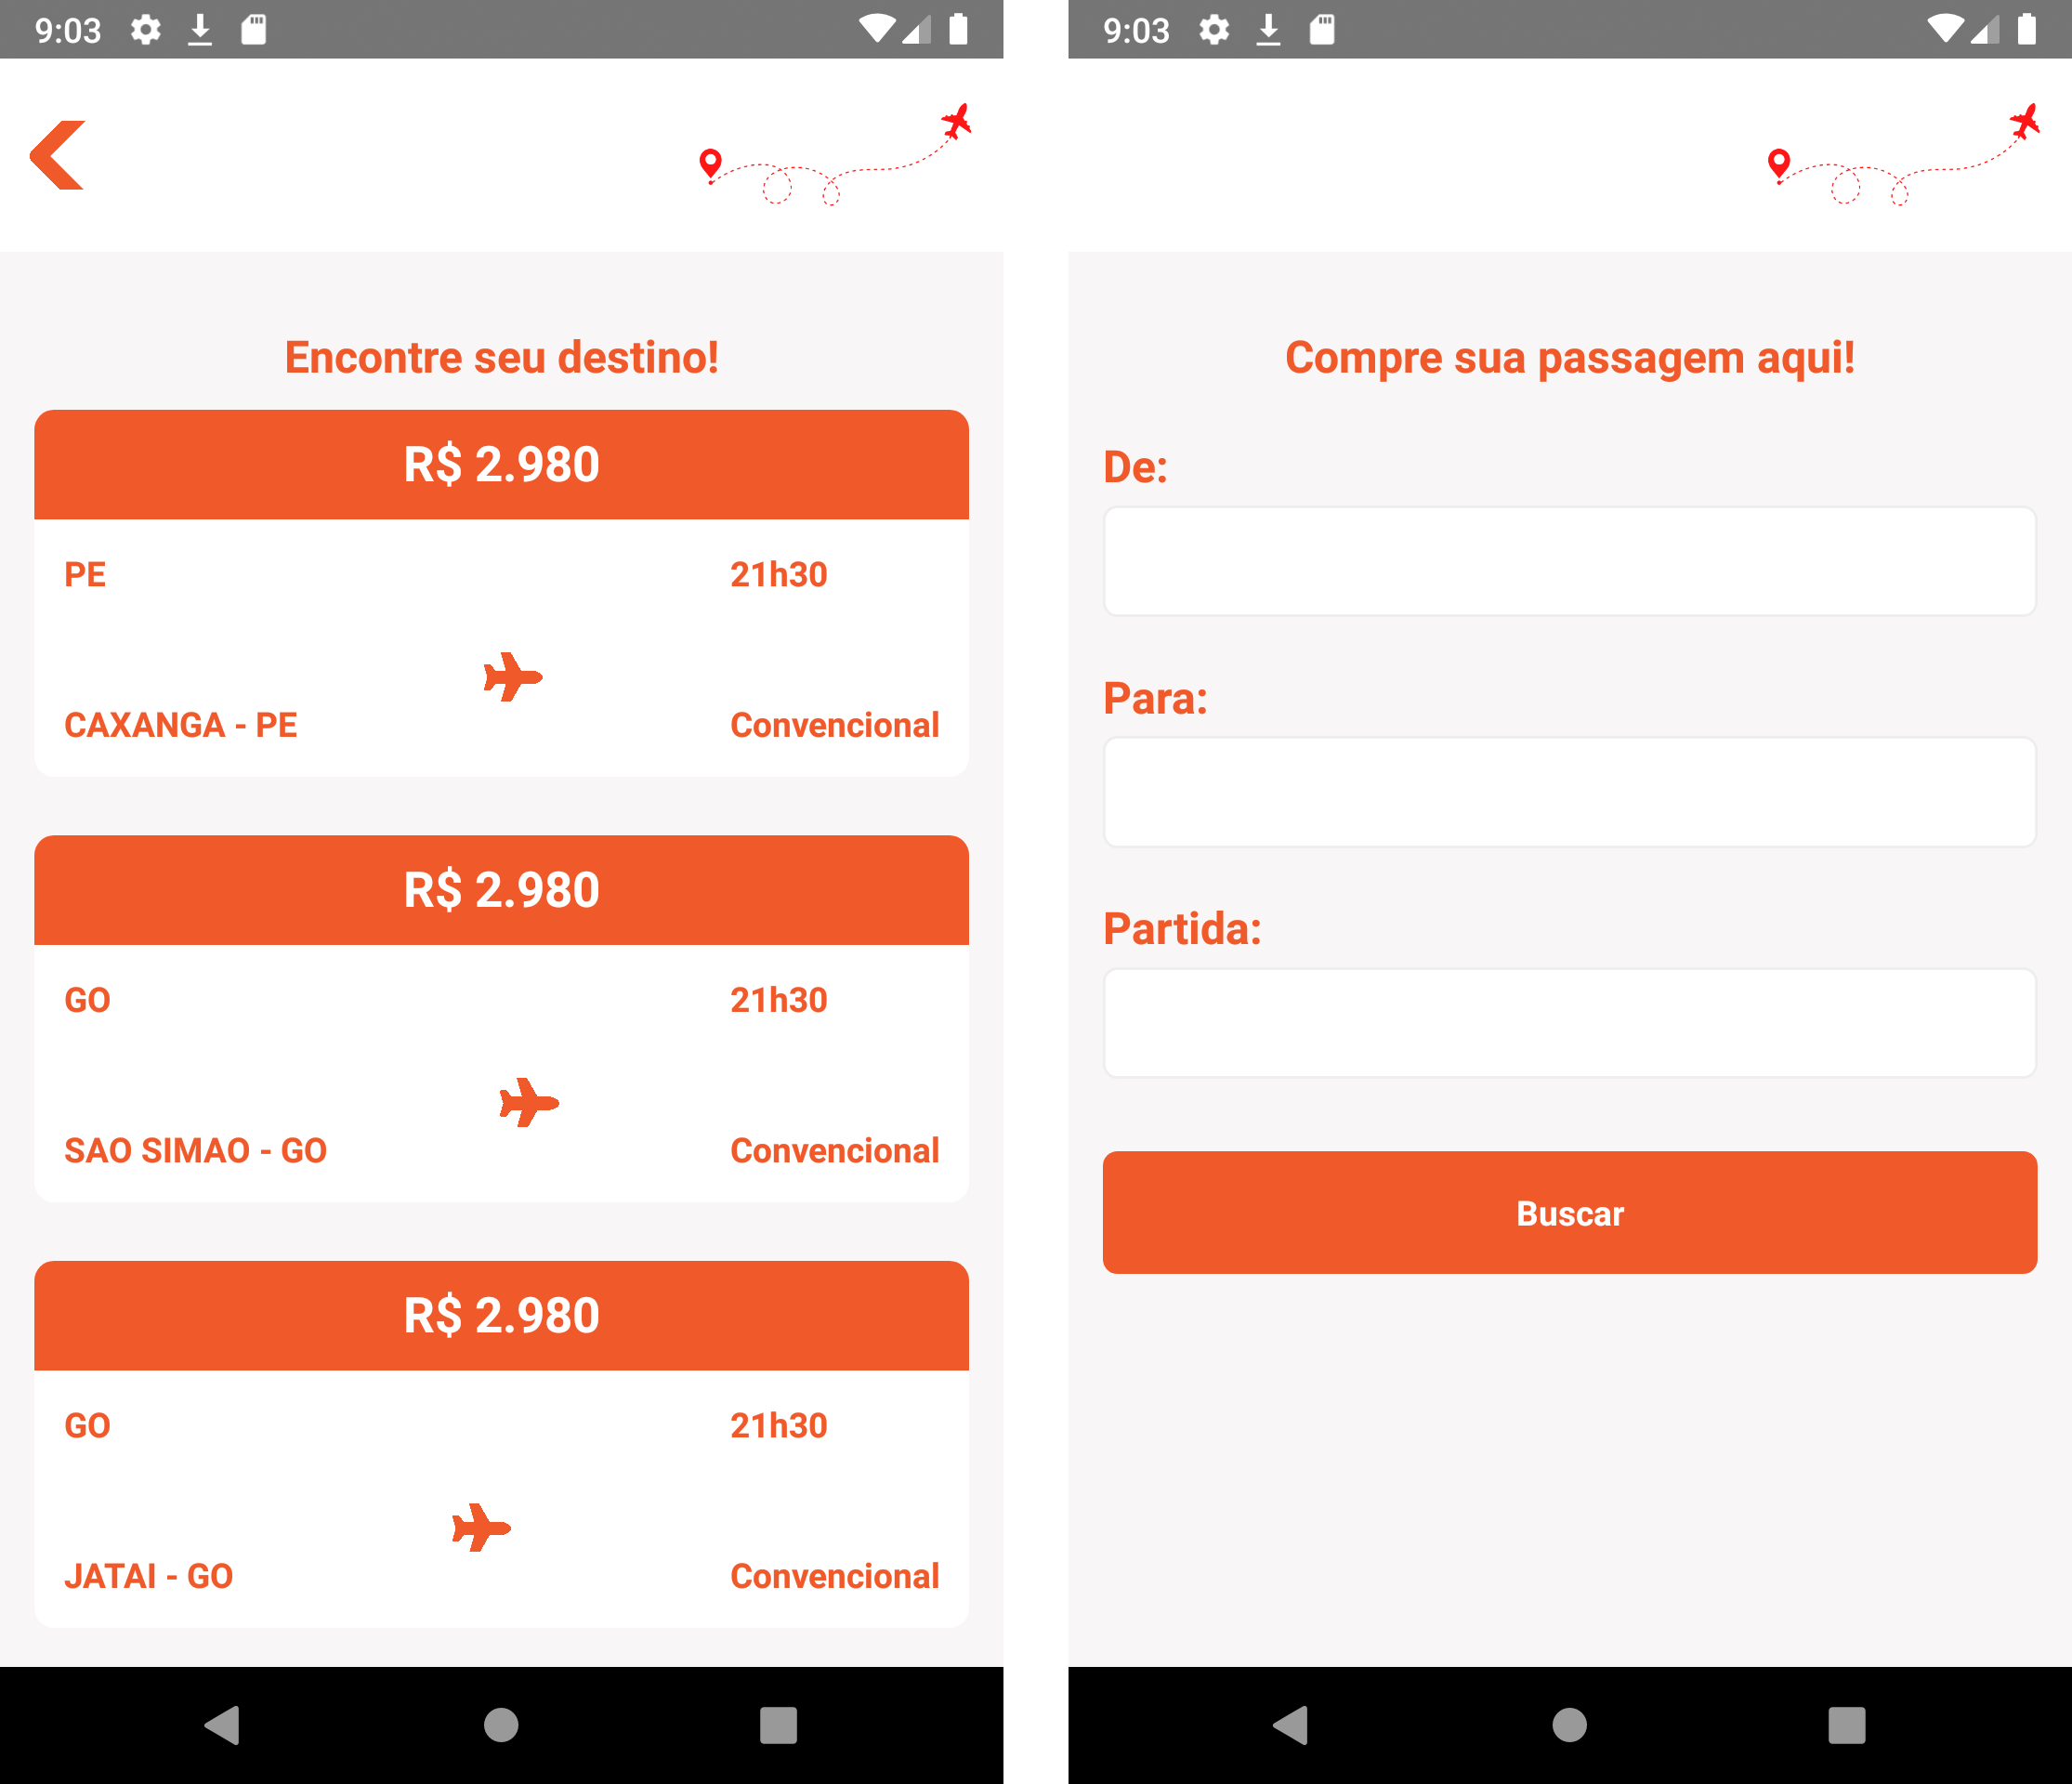 9:03
Encontre seu destino!
R$ 2.980
PE
21h30
CAXANGA - PE
Convencional
R$ 2.980
GO
21h30
SAO SIMAO - GO
Convencional
R$ 2.980
GO
21h30
JATAI - GO
Convencional
9:03
Compre sua passagem aqui!
De:
Para:
Partida:
Buscar